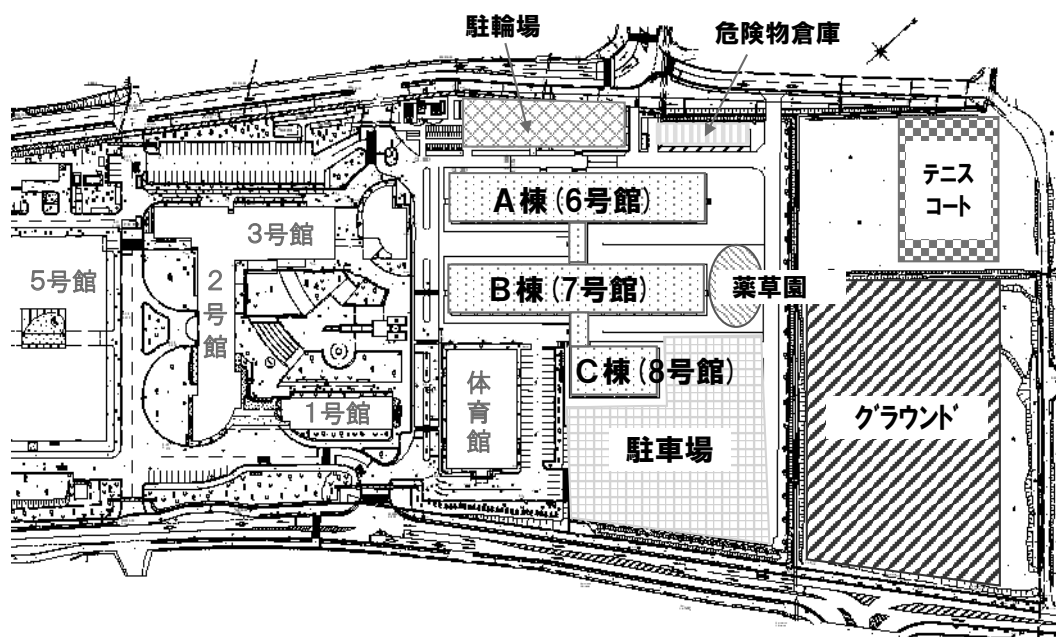 駐輪場
危険物倉庫
テニス
コート
A棟(6号館)
3号館
5号館
2号館
B棟(7号館)
薬草園
C棟(8号館)
体育館
1号館
グラウンド
駐車場